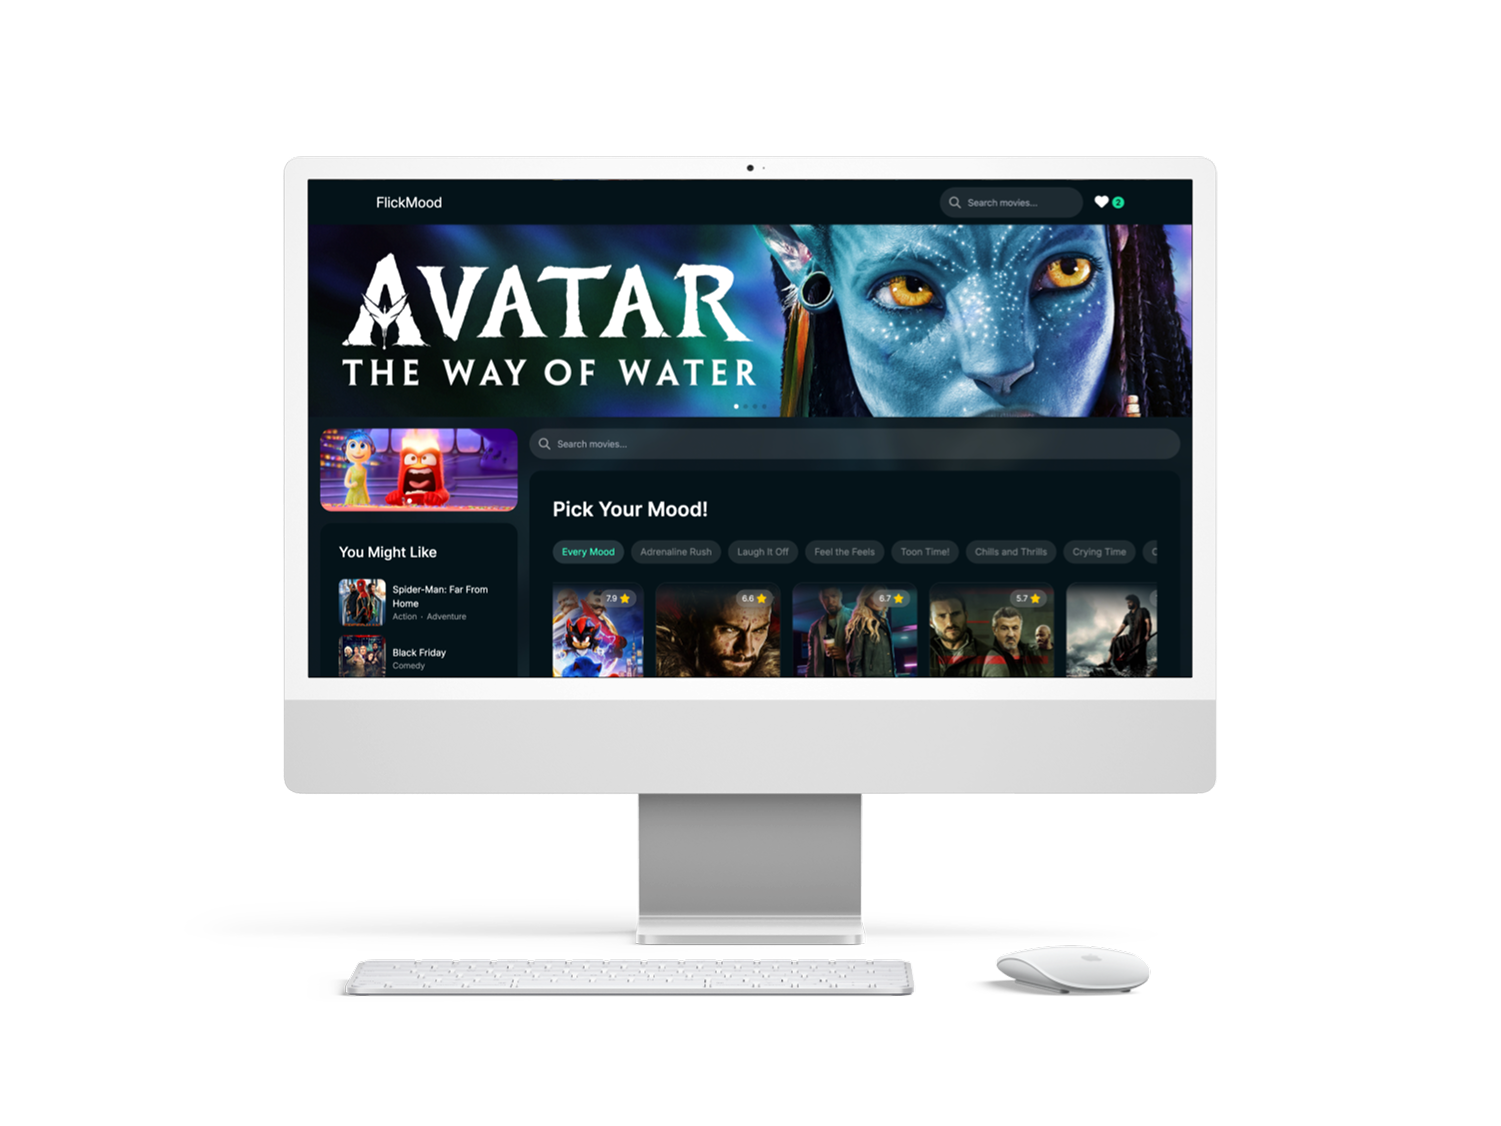 FlickMood
Search movies...
2
AVATAR
THE WAY OF WATER
Search movies...
Pick Your Mood!
Every Mood
Adrenaline Rush
Laugh It Off
Feel the Feels
Toon Time!
Chills and Thrills
Crying Time
You Might Like
Spider-Man: Far From
Home
Action · Adventure
Black Friday
Comedy
7.9
6.6
6.7
5.7